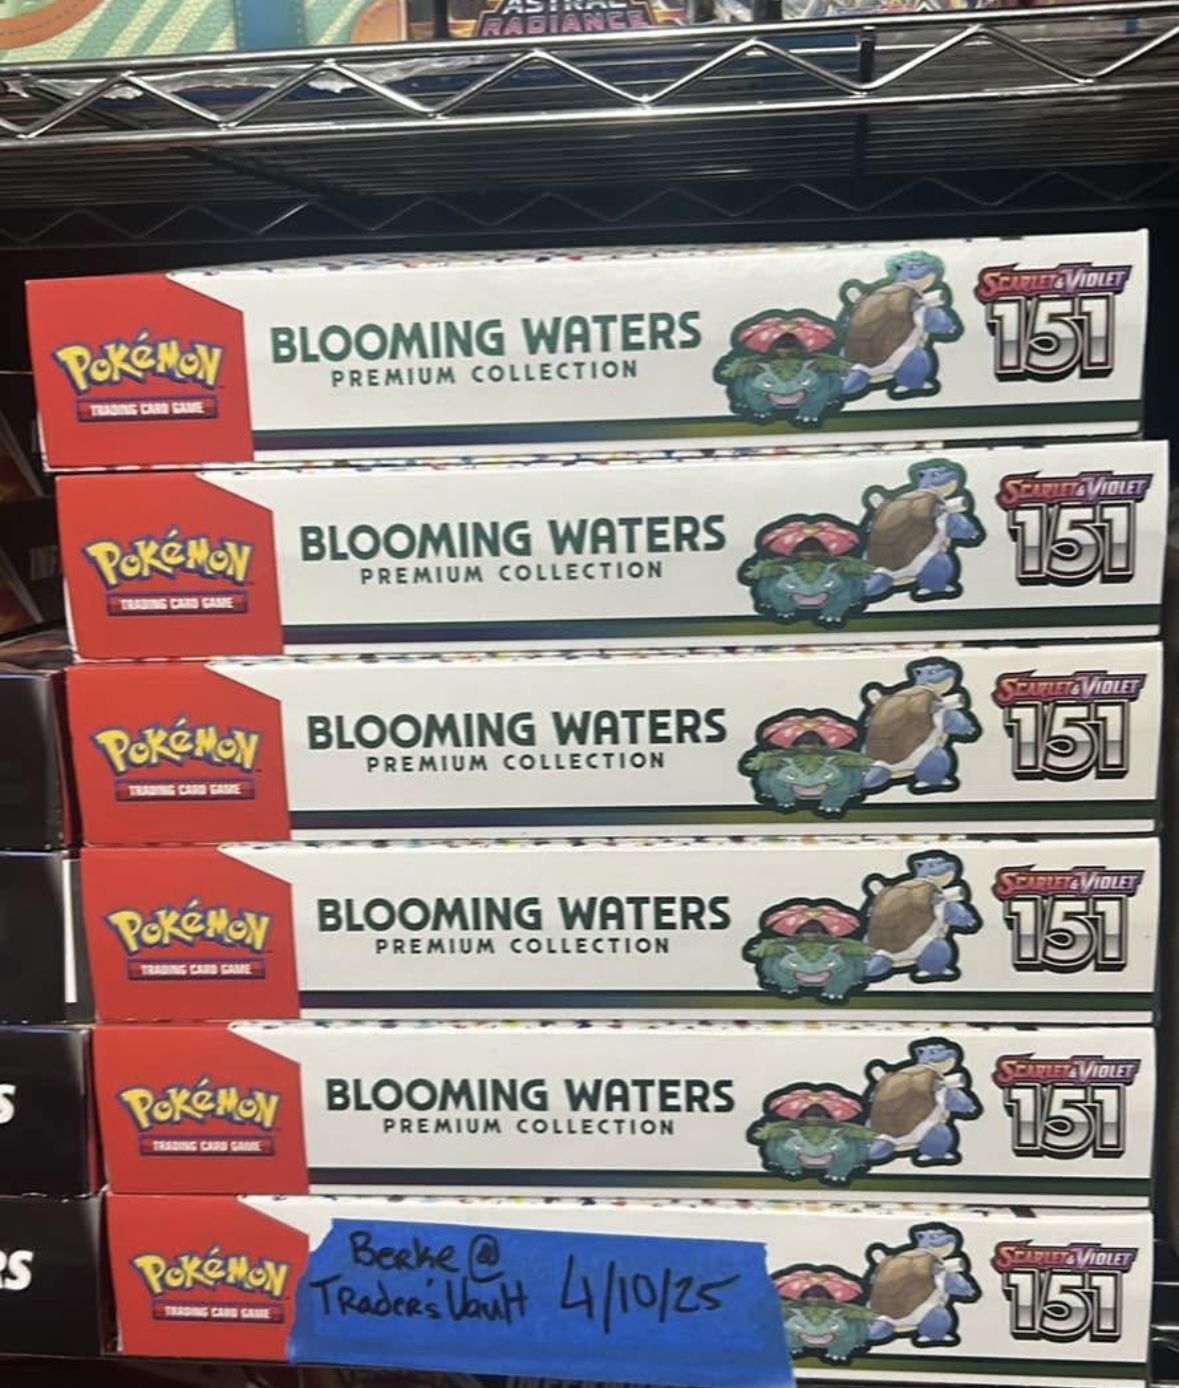 ASTRAL
RADIANCE
POKéMON
TRADING CARD GAME
BLOOMING WATERS
PREMIUM COLLECTION
SCARLET & VIOLET
151
POKéMON
TRADING CARD GAME
BLOOMING WATERS
PREMIUM COLLECTION
SCARLET & VIOLET
151
POKéMON
TRADING CARD GAME
BLOOMING WATERS
PREMIUM COLLECTION
SCARLET & VIOLET
151
POKéMON
TRADING CARD GAME
BLOOMING WATERS
PREMIUM COLLECTION
SCARLET & VIOLET
151
S
POKéMON
TRADING CARD GAME
BLOOMING WATERS
PREMIUM COLLECTION
SCARLET & VIOLET
151
RS
POKéMON
TRADING CARD GAME
Berke @
Trader's Vault 4/10/25
SCARLET & VIOLET
151